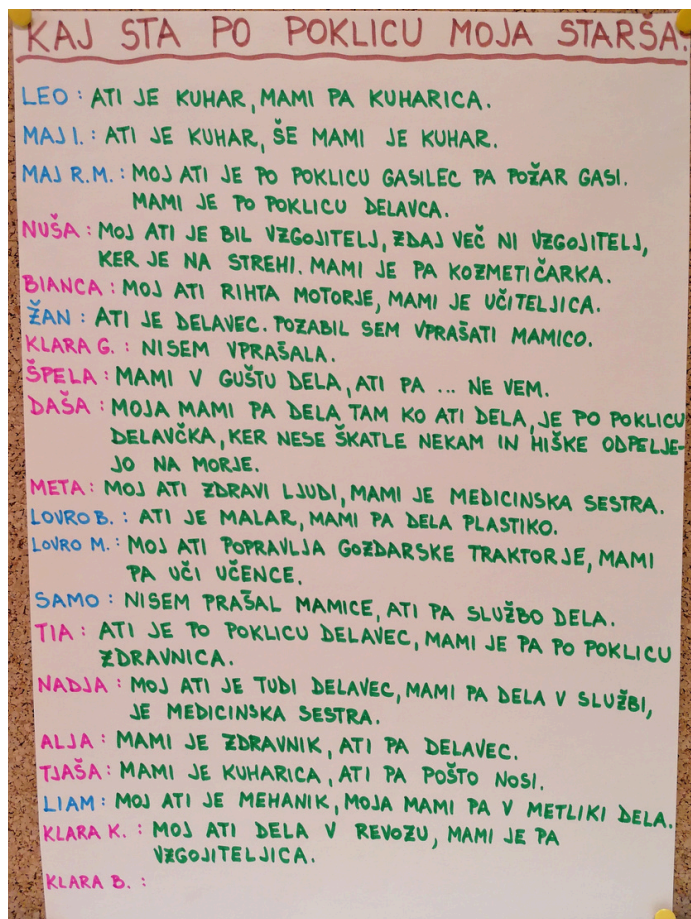 KAJ STA PO POKLICU MOJA STARŠA.
LEO : ATI JE KUHAR, MAMI PA KUHARICA.
MAJ I. : ATI JE KUHAR, ŠE MAMI JE KUHAR.
MAJ R.M. : MOJ ATI JE PO POKLICU GASILEC PA POŽAR GASI.
MAMI JE PO POKLICU DELAVCA.
NUŠA : MOJ ATI JE BIL VZGOJITELJ, ZDAJ VEČ NI VZGOJITELJ,
KER JE NA STREHI. MAMI JE PA KOZMETIČARKA.
BIANCA : MOJ ATI RIHTA MOTORJE, MAMI JE UČITELJICA.
ŽAN : ATI JE DELAVEC. POZABIL SEM VPRAŠATI MAMICO.
KLARA G. : NISEM VPRAŠALA.
ŠPELA : MAMI V GUŠTU DELA, ATI PA ... NE VEM.
DAŠA : MOJA MAMI PA DELA TAM KO ATI DELA, JE PO POKLICU
DELAVČKA, KER NESE ŠKATLE NEKAM IN HIŠKE ODPELJE-
JO NA MORJE.
META : MOJ ATI ZDRAVI LJUDI, MAMI JE MEDICINSKA SESTRA.
LOVRO B. : ATI JE MALAR, MAMI PA DELA PLASTIKO.
LOVRO M. : MOJ ATI POPRAVLJA GOZDARSKE TRAKTORJE, MAMI
PA UČI UČENCE.
SAMO : NISEM PRAŠAL MAMICE, ATI PA SLUŽBO DELA.
TIA : ATI JE PO POKLICU DELAVEC, MAMI JE PA PO POKLICU
ZDRAVNICA.
NADJA : MOJ ATI JE TUDI DELAVEC, MAMI PA DELA V SLUŽBI,
JE MEDICINSKA SESTRA.
ALJA : MAMI JE ZDRAVNIK, ATI PA DELAVEC.
TJAŠA : MAMI JE KUHARICA, ATI PA POŠTO NOSI.
LIAM : MOJ ATI JE MEHANIK, MOJA MAMI PA V METLIKI DELA.
KLARA K. : MOJ ATI DELA V REVOZU, MAMI JE PA
VZGOJITELJICA.
KLARA B. :